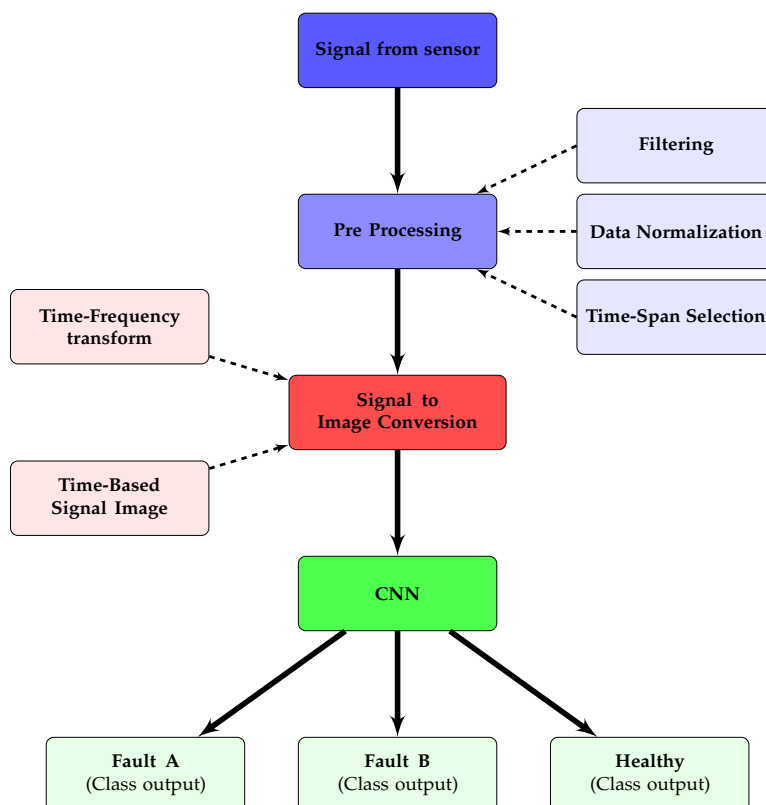 Signal from sensor
Filtering
Pre Processing
Data Normalization
Time-Span Selection
Time-Frequency
transform
Signal to
Image Conversion
Time-Based
Signal Image
CNN
Fault A
(Class output)
Fault B
(Class output)
Healthy
(Class output)